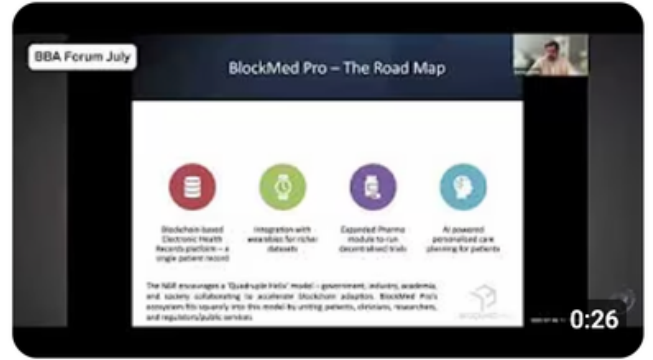 BBA Forum July
BlockMed Pro – The Road Map
Blockchain-based
Electronic Health
Records platform – a
single patient record
Integration with
wearables for richer
datasets
Expanded Pharma
module to run
decentralised trials
AI powered
personalised care
planning for patients
The NBR encourages a 'Quadruple Helix' model – government, industry, academia,
and society collaborating to accelerate blockchain adoption. BlockMed Pro's
ecosystem fits squarely into this model by uniting patients, clinicians, researchers,
and regulators/public services
0:26